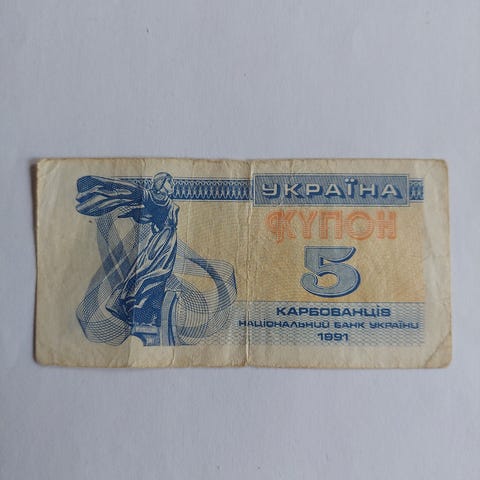 УКРАЇНА
КУПОН
5
КАРБОВАНЦІВ
НАЦІОНАЛЬНИЙ БАНК УКРАЇНИ
1991